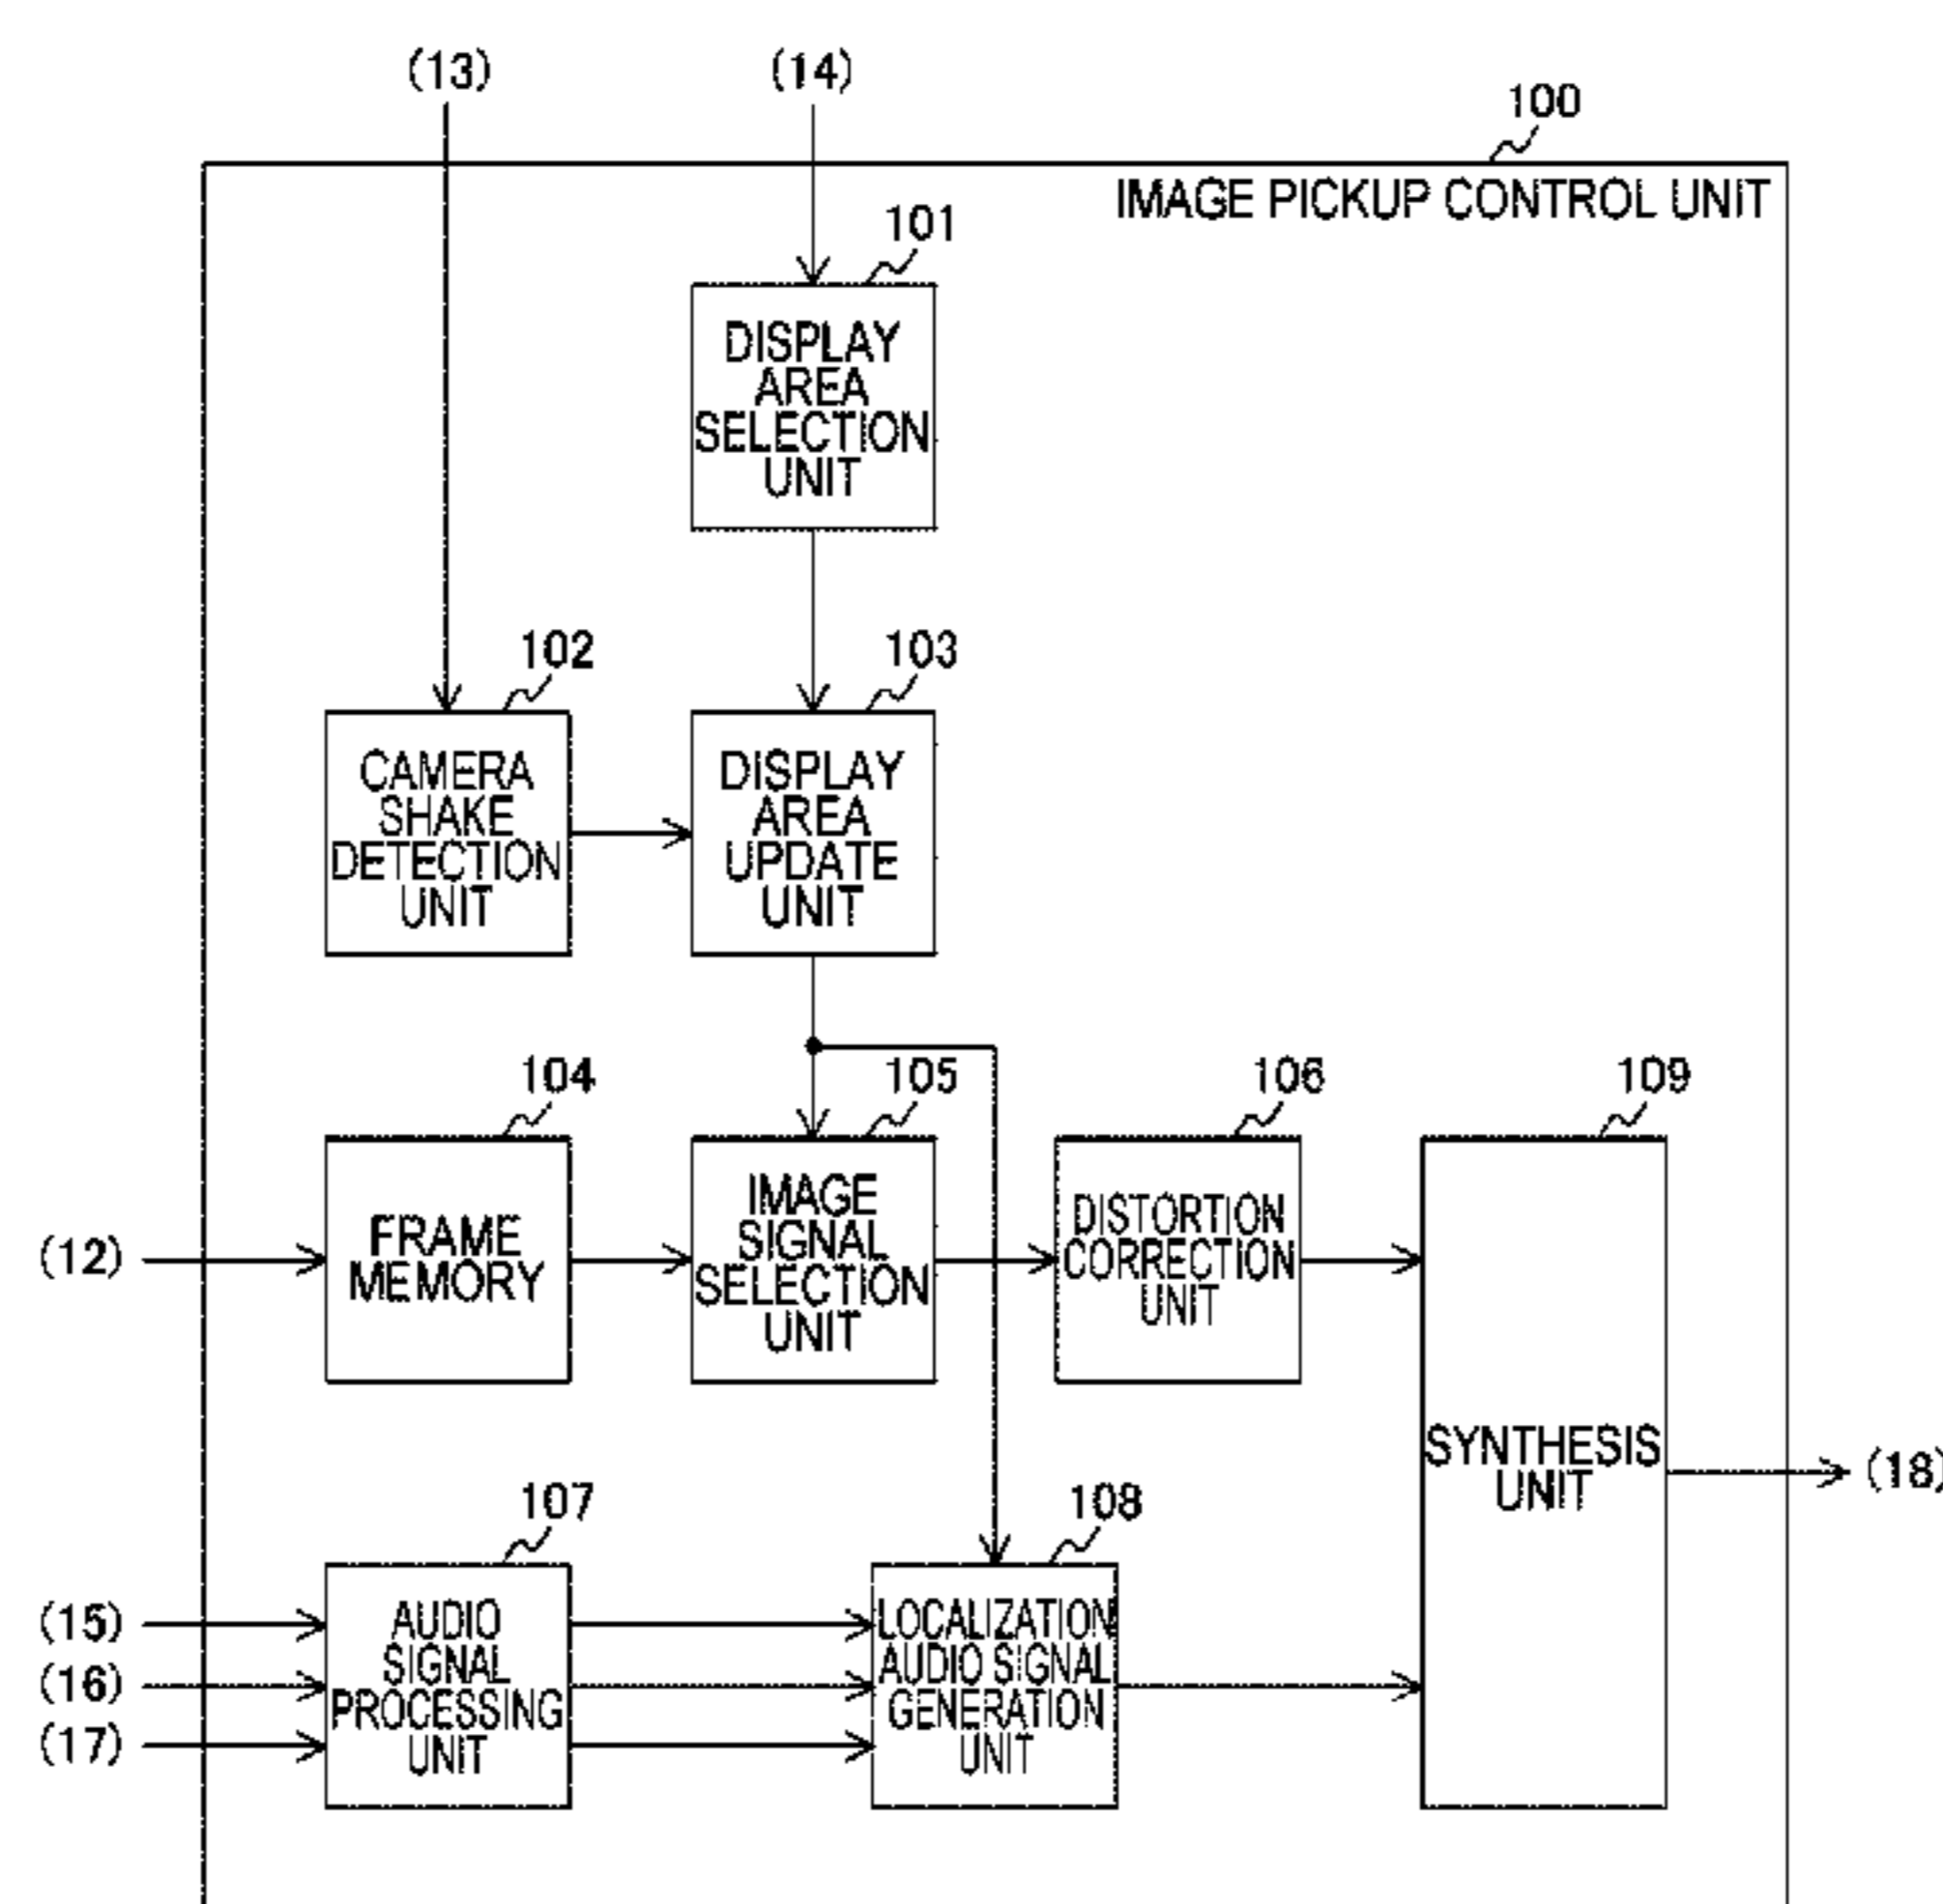 (13)
(14)
100
IMAGE PICKUP CONTROL UNIT
101
DISPLAY
AREA
SELECTION
UNIT
102
CAMERA
SHAKE
DETECTION
UNIT
103
DISPLAY
AREA
UPDATE
UNIT
(12)
104
FRAME
MEMORY
105
IMAGE
SIGNAL
SELECTION
UNIT
106
DISTORTION
CORRECTION
UNIT
109
SYNTHESIS
UNIT
(18)
(15)
(16)
(17)
107
AUDIO
SIGNAL
PROCESSING
UNIT
108
LOCALIZATION
AUDIO SIGNAL
GENERATION
UNIT